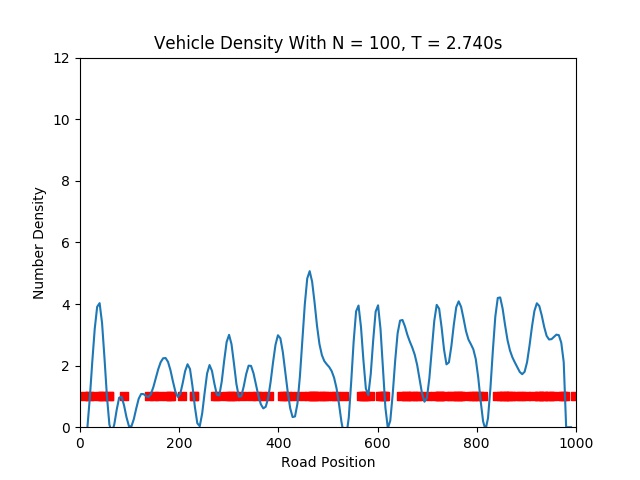 Vehicle Density With N = 100, T = 2.740s
12
10
8
6
4
2
0
Number Density
0 200 400 600 800 1000
Road Position